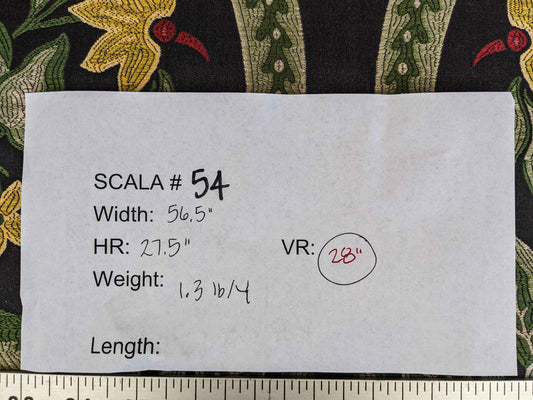 SCALA # 54
Width: 56.5"
HR: 27.5" VR: 28"
Weight: 1.3 lb/y
Length: